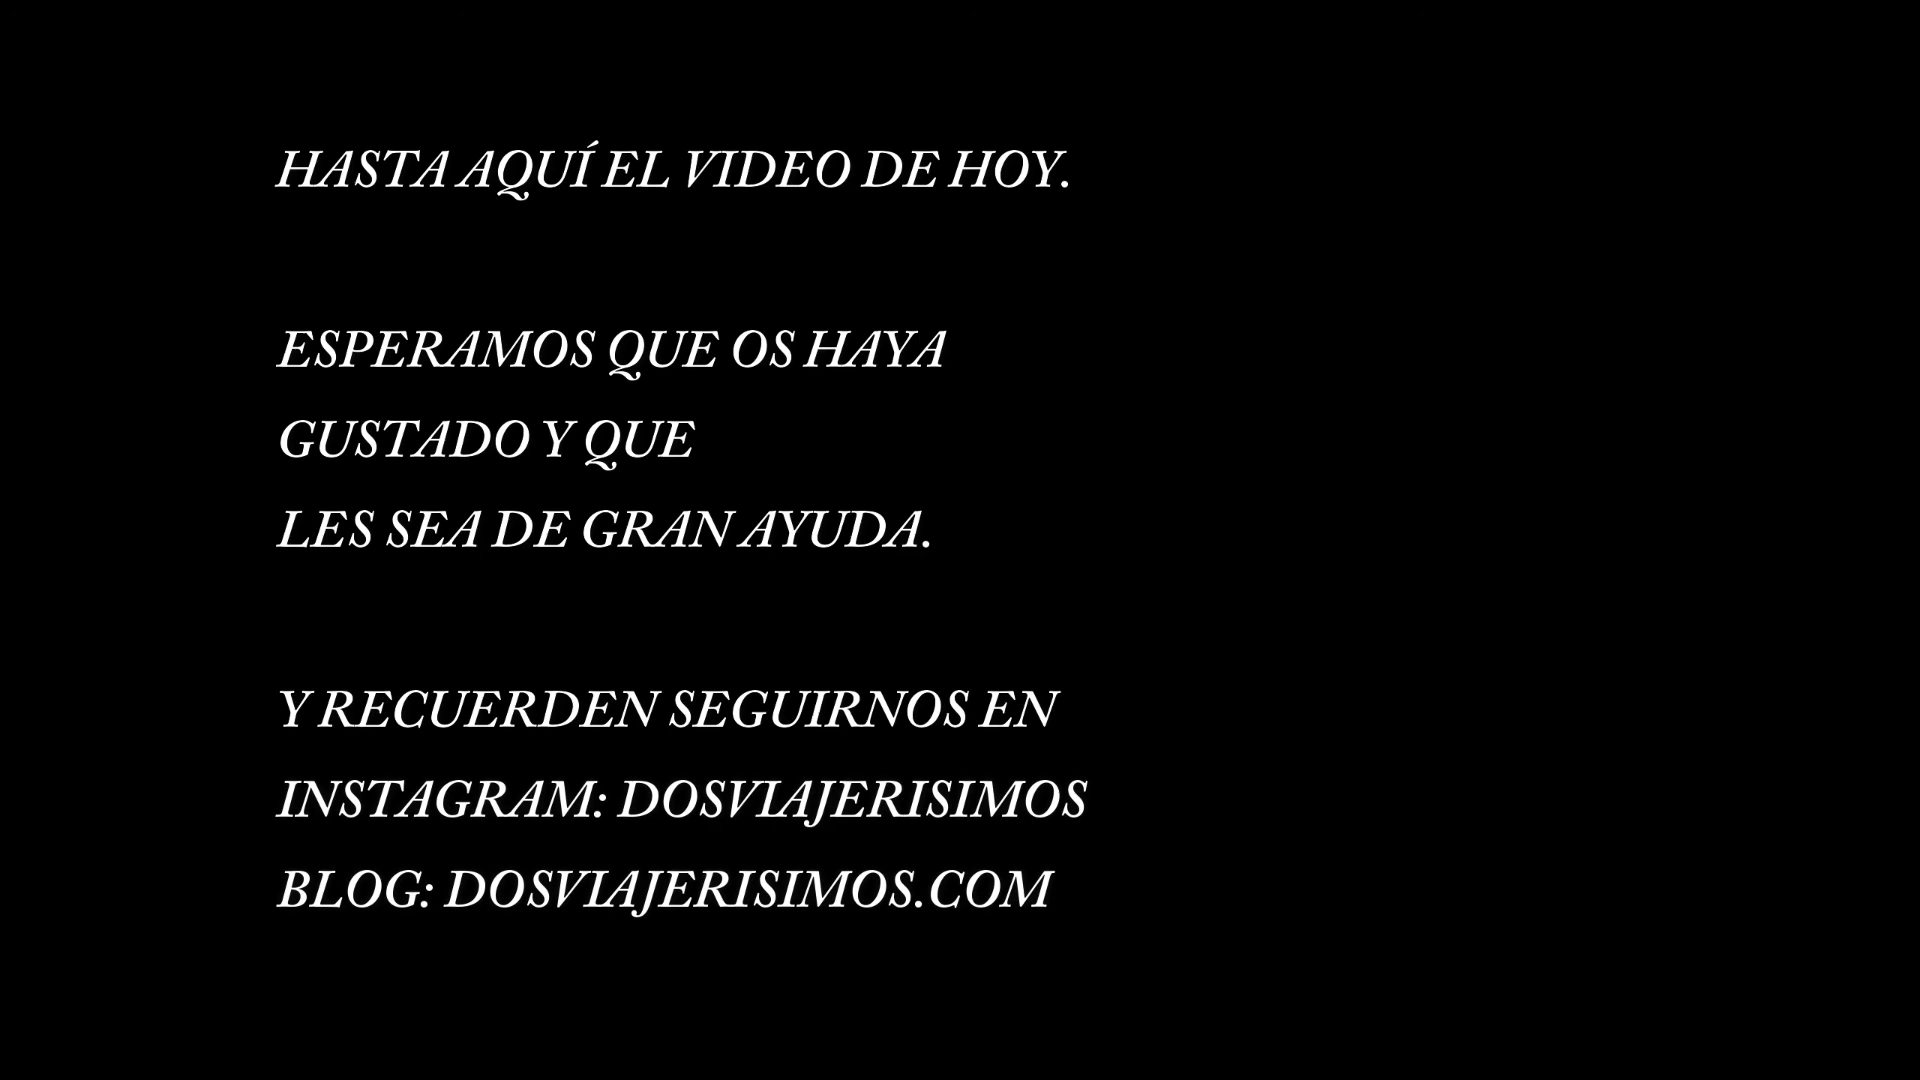 HASTA AQUÍ EL VIDEO DE HOY.
ESPERAMOS QUE OS HAYA
GUSTADO Y QUE
LES SEA DE GRAN AYUDA.
Y RECUERDEN SEGUIRNOS EN
INSTAGRAM: DOSVIAJERISIMOS
BLOG: DOSVIAJERISIMOS.COM